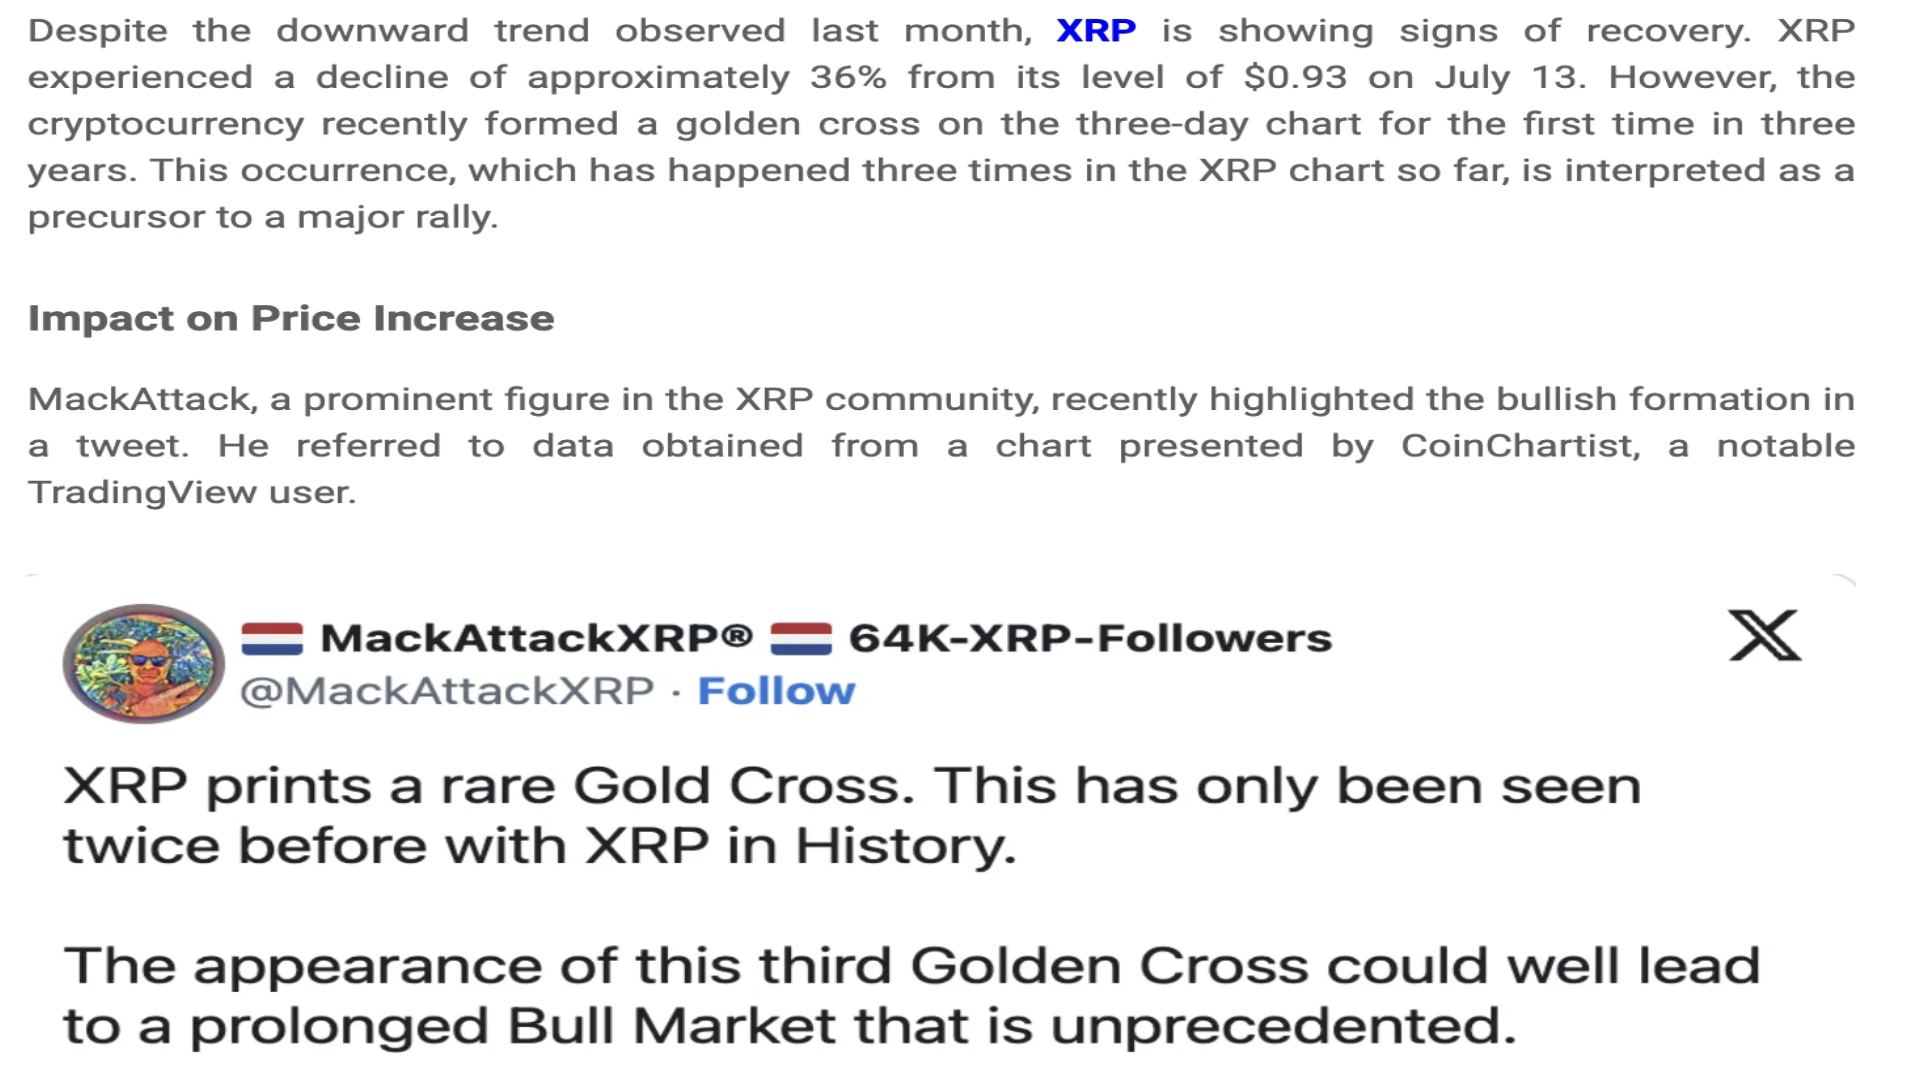 Despite the downward trend observed last month, XRP is showing signs of recovery. XRP
experienced a decline of approximately 36% from its level of $0.93 on July 13. However, the
cryptocurrency recently formed a golden cross on the three-day chart for the first time in three
years. This occurrence, which has happened three times in the XRP chart so far, is interpreted as a
precursor to a major rally.
Impact on Price Increase
MackAttack, a prominent figure in the XRP community, recently highlighted the bullish formation in
a tweet. He referred to data obtained from a chart presented by CoinChartist, a notable
TradingView user.
MackAttackXRP® 64K-XRP-Followers
@MackAttackXRP · Follow
XRP prints a rare Gold Cross. This has only been seen
twice before with XRP in History.
The appearance of this third Golden Cross could well lead
to a prolonged Bull Market that is unprecedented.